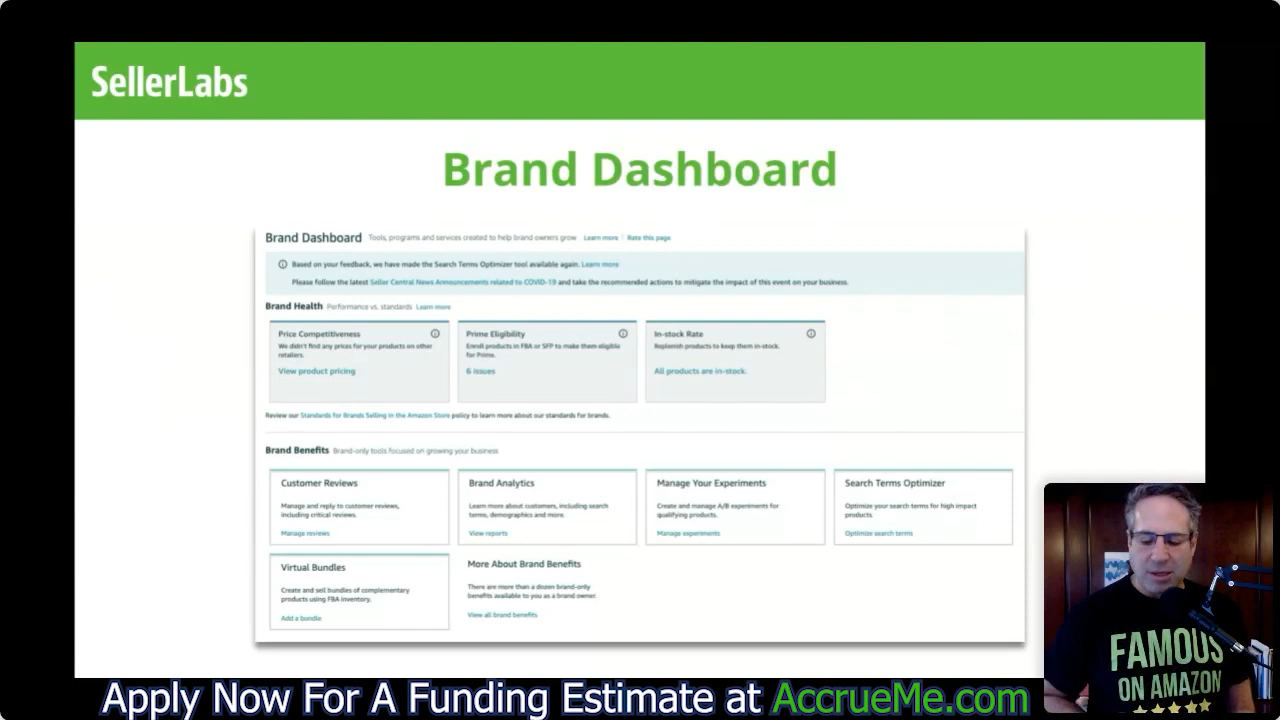 SellerLabs
Brand Dashboard
Brand Dashboard Tools, programs and services created to help brand owners grow Learn more | Rate this page
Based on your feedback, we have made the Search Terms Optimizer tool available again. Learn more
Please follow the latest Seller Central News Announcements related to COVID-19 and take the recommended actions to mitigate the impact of this event on your business.
Brand Health Performance vs. standards Learn more
Price Competitiveness
We didn't find any prices for your products on other
retailers.
View product pricing
Prime Eligibility
Enroll products in FBA or SFP to make them eligible
for Prime.
6 issues
In-stock Rate
Replenish products to keep them in-stock.
All products are in-stock.
Review our Standards for Brands Selling in the Amazon Store policy to learn more about our standards for brands.
Brand Benefits Brand-only tools focused on growing your business
Customer Reviews
Manage and reply to customer reviews,
including critical reviews.
Manage reviews
Brand Analytics
Learn more about customers, including search
terms, demographics and more.
View reports
Manage Your Experiments
Create and manage A/B experiments for
qualifying products.
Manage experiments
Search Terms Optimizer
Optimize your search terms for high impact
products.
Optimize search terms
Virtual Bundles
Create and sell bundles of complementary
products using FBA inventory.
Add a bundle
More About Brand Benefits
There are more than a dozen brand-only
benefits available to you as a brand owner.
View all brand benefits
FAMOUS
ON AMAZON
Apply Now For A Funding Estimate at AccrueMe.com